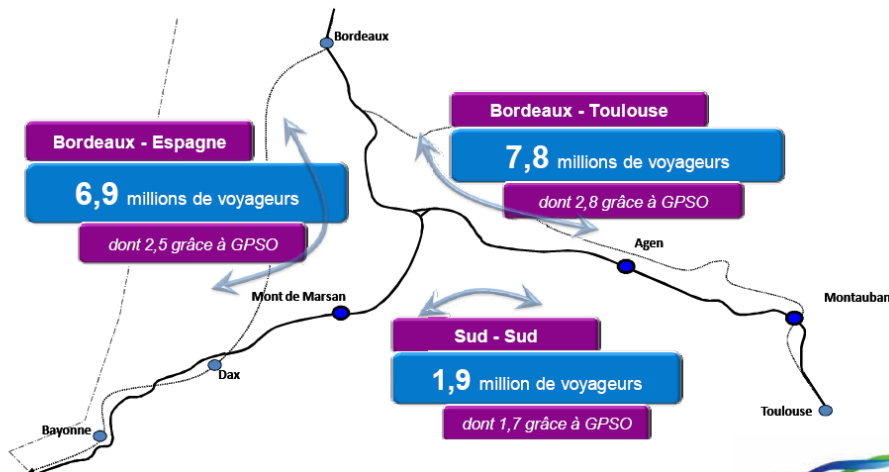 Bordeaux
Bordeaux - Espagne
6,9 millions de voyageurs
dont 2,5 grâce à GPSO
Bordeaux - Toulouse
7,8 millions de voyageurs
dont 2,8 grâce à GPSO
Agen
Mont de Marsan
Montauban
Sud - Sud
1,9 million de voyageurs
dont 1,7 grâce à GPSO
Dax
Toulouse
Bayonne